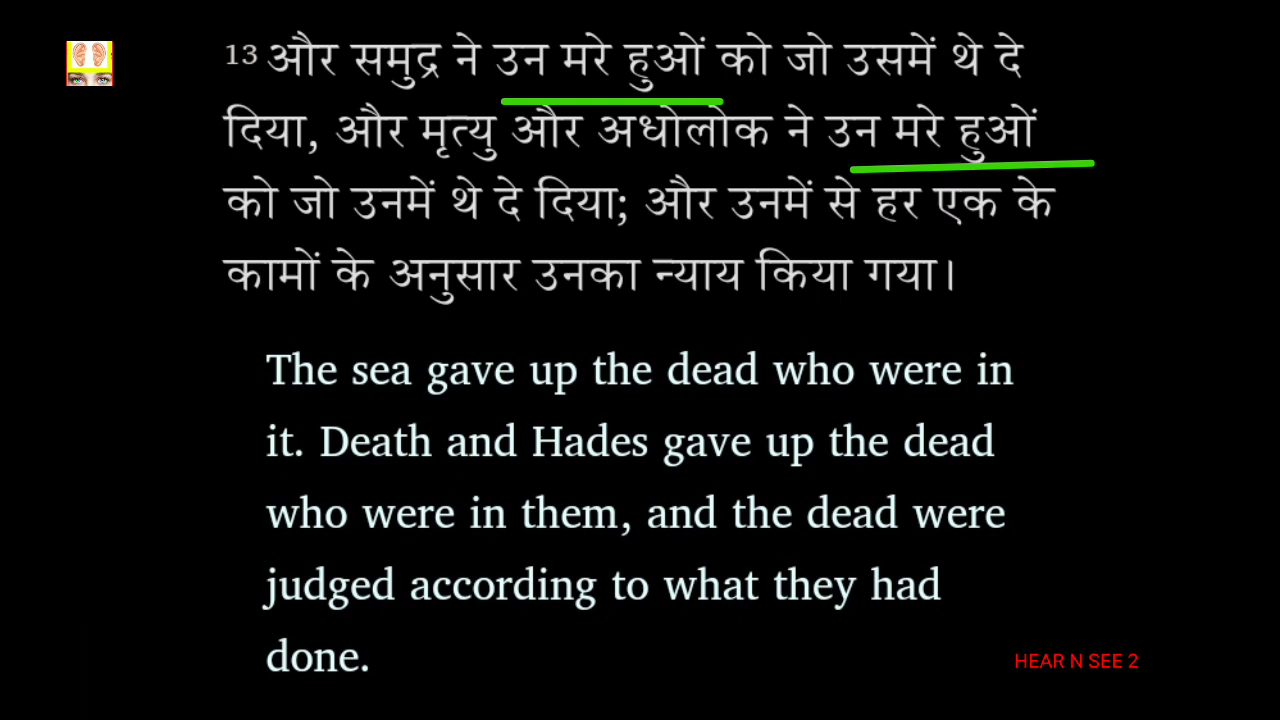 13 और समुद्र ने उन मरे हुओं को जो उसमें थे दे
दिया, और मृत्यु और अधोलोक ने उन मरे हुओं
को जो उनमें थे दे दिया; और उनमें से हर एक के
कामों के अनुसार उनका न्याय किया गया।
The sea gave up the dead who were in
it. Death and Hades gave up the dead
who were in them, and the dead were
judged according to what they had
done.
HEAR N SEE 2